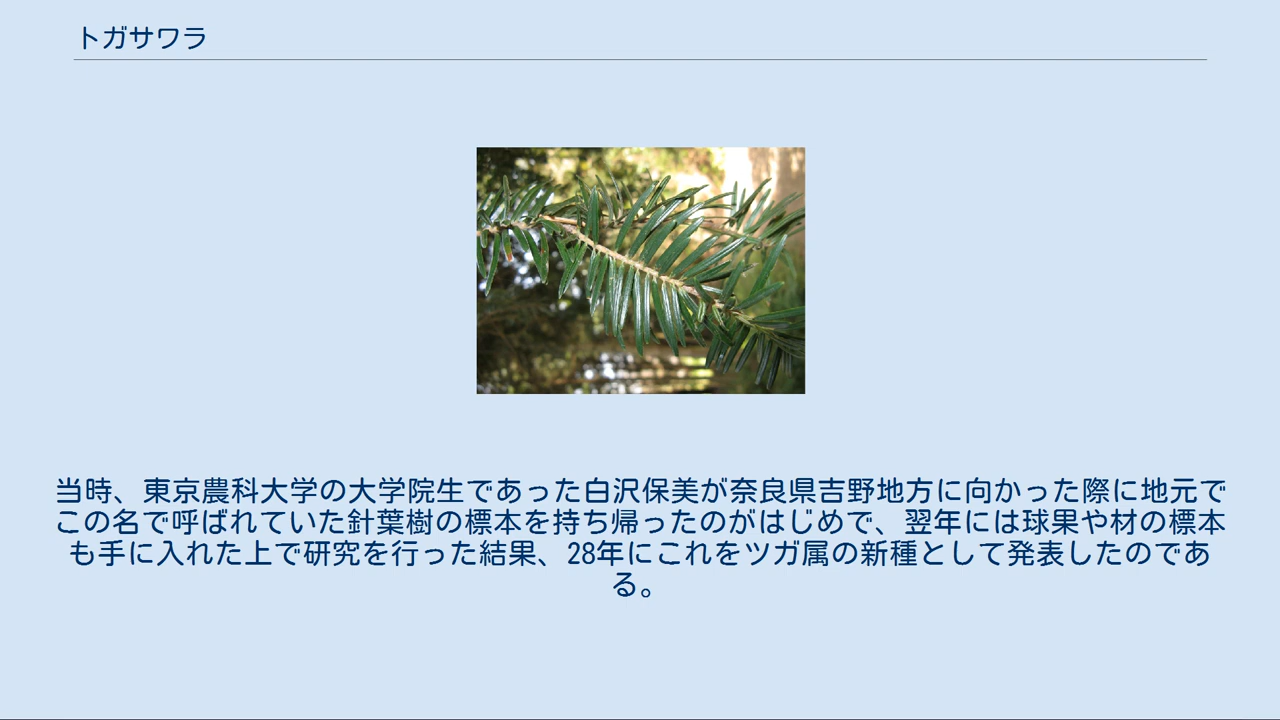 トガサワラ
当時、東京農科大学の大学院生であった白沢保美が奈良県吉野地方に向かった際に地元で
この名で呼ばれていた針葉樹の標本を持ち帰ったのがはじめで、翌年には球果や材の標本
も手に入れた上で研究を行った結果、28年にこれをツガ属の新種として発表したのであ
る。